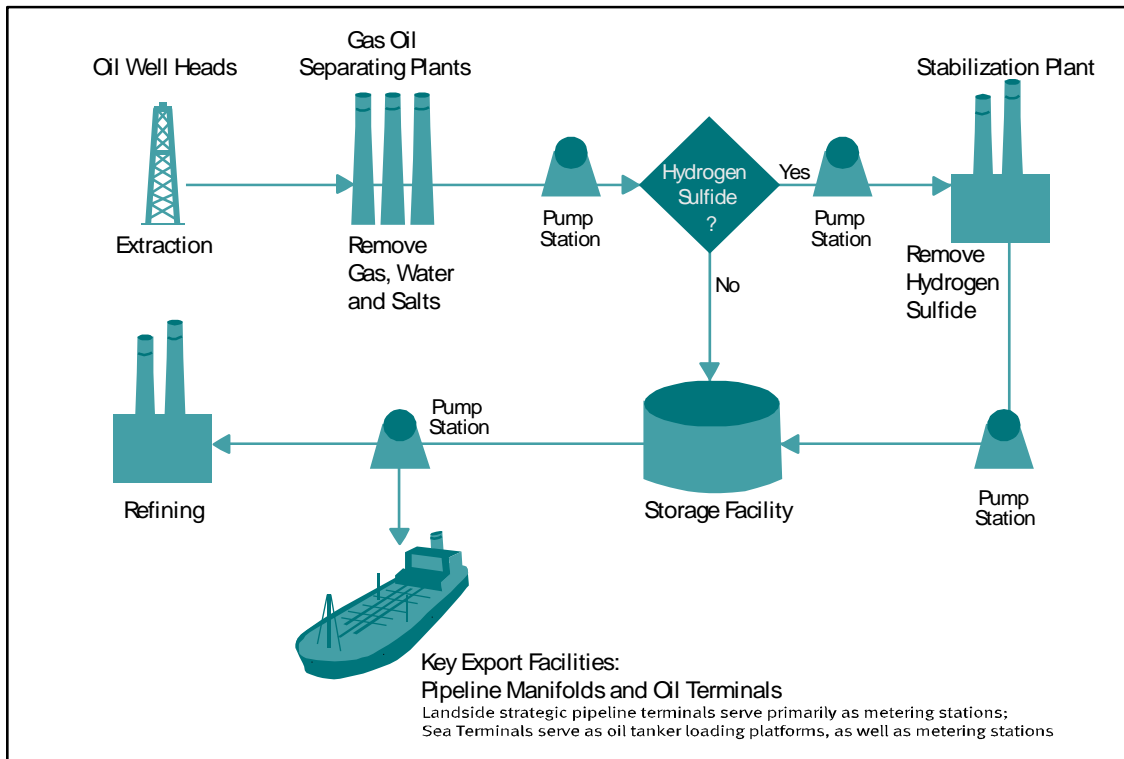 Oil Well Heads
Gas Oil
Separating Plants
Stabilization Plant
Hydrogen
Sulfide
?
Yes
Pump
Station
Pump
Station
Extraction
Remove
Gas, Water
and Salts
Remove
Hydrogen
Sulfide
No
Pump
Station
Refining
Storage Facility
Pump
Station
Key Export Facilities:
Pipeline Manifolds and Oil Terminals
Landside strategic pipeline terminals serve primarily as metering stations;
Sea Terminals serve as oil tanker loading platforms, as well as metering stations